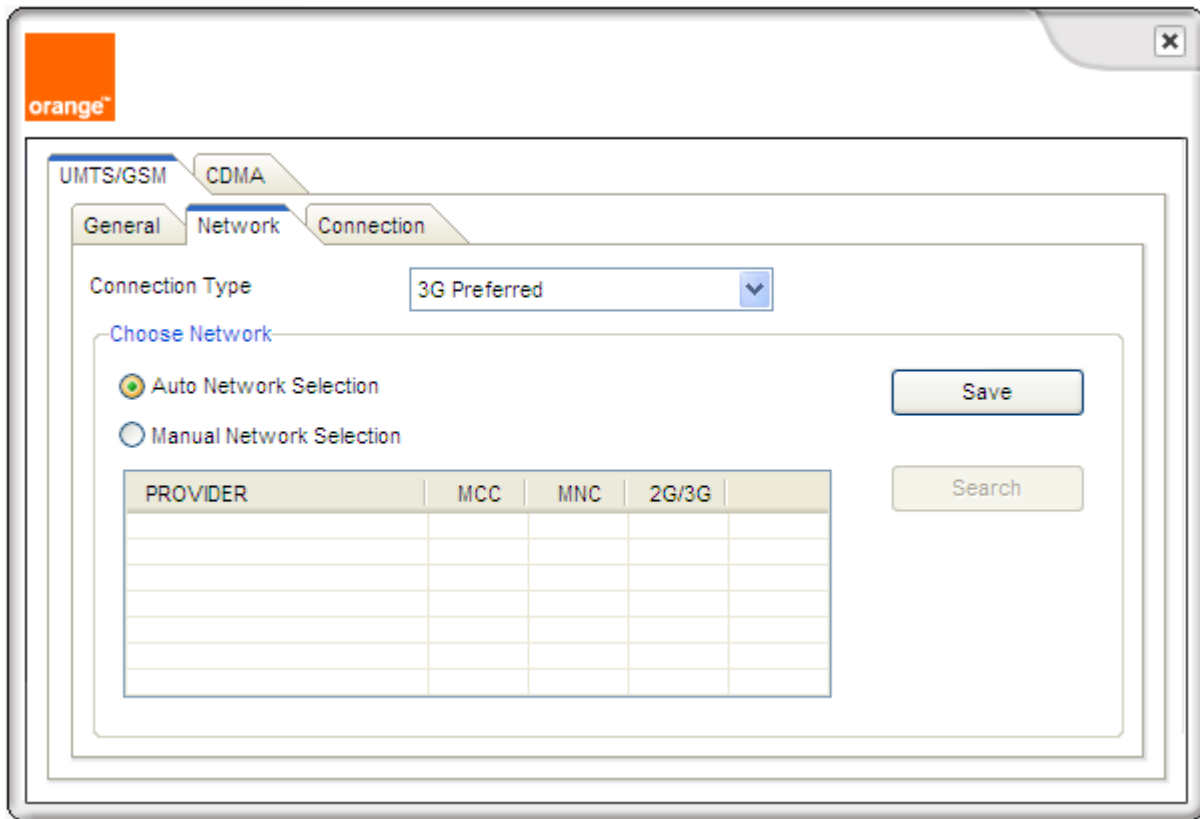 orange™
UMTS/GSM CDMA
General Network Connection
Connection Type 3G Preferred
Choose Network
Auto Network Selection Save
Manual Network Selection
PROVIDER MCC MNC 2G/3G Search